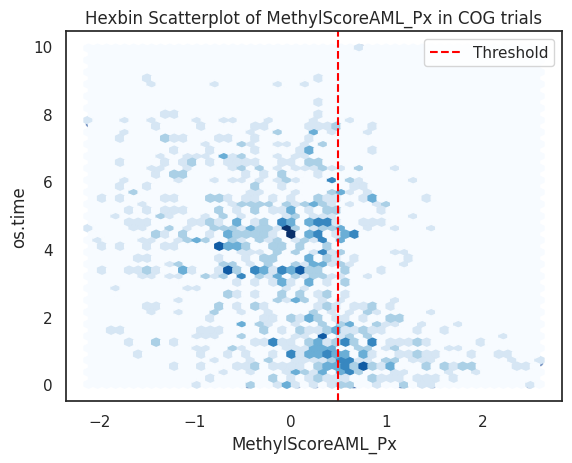 Hexbin Scatterplot of MethylScoreAML_Px in COG trials
Threshold
10
8
6
4
2
0
os.time
−2
−1
0
1
2
MethylScoreAML_Px